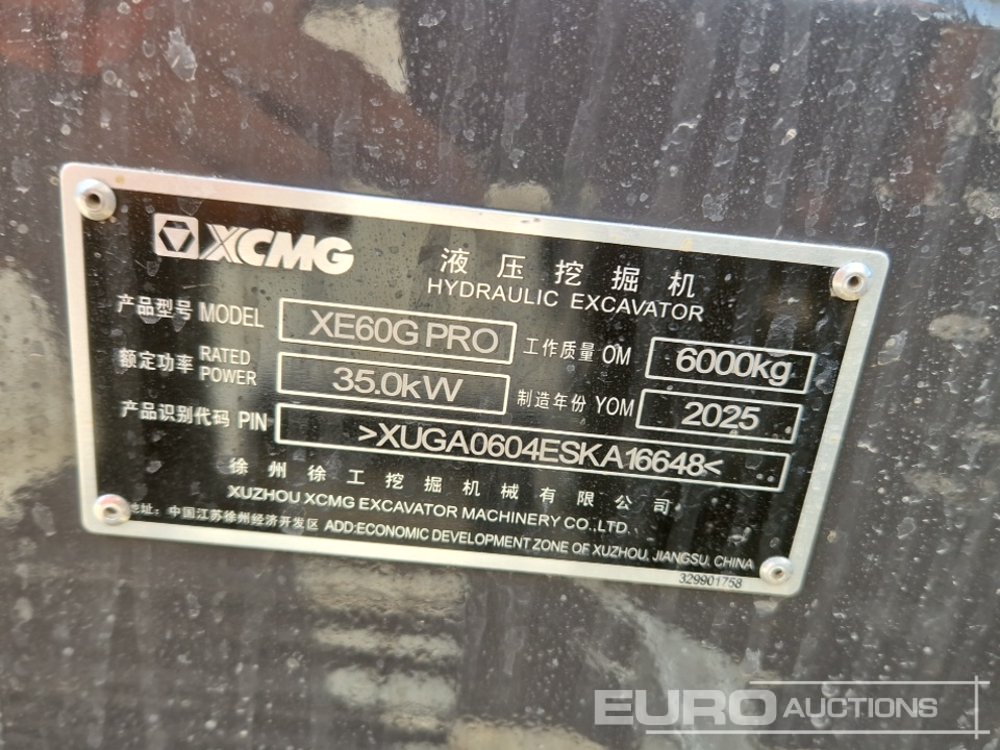 XCMG
液压挖掘机
HYDRAULIC EXCAVATOR
产品型号 MODEL XE60G PRO 工作质量 OM 6000kg
额定功率 RATED POWER 35.0kW 制造年份 YOM 2025
产品识别代码 PIN >XUGA0604ESKA16648<
徐州徐工挖掘机械有限公司
XUZHOU XCMG EXCAVATOR MACHINERY CO.,LTD.
地址：中国江苏徐州经济开发区 ADD:ECONOMIC DEVELOPMENT ZONE OF XUZHOU, JIANGSU, CHINA
329901758
EURO AUCTIONS